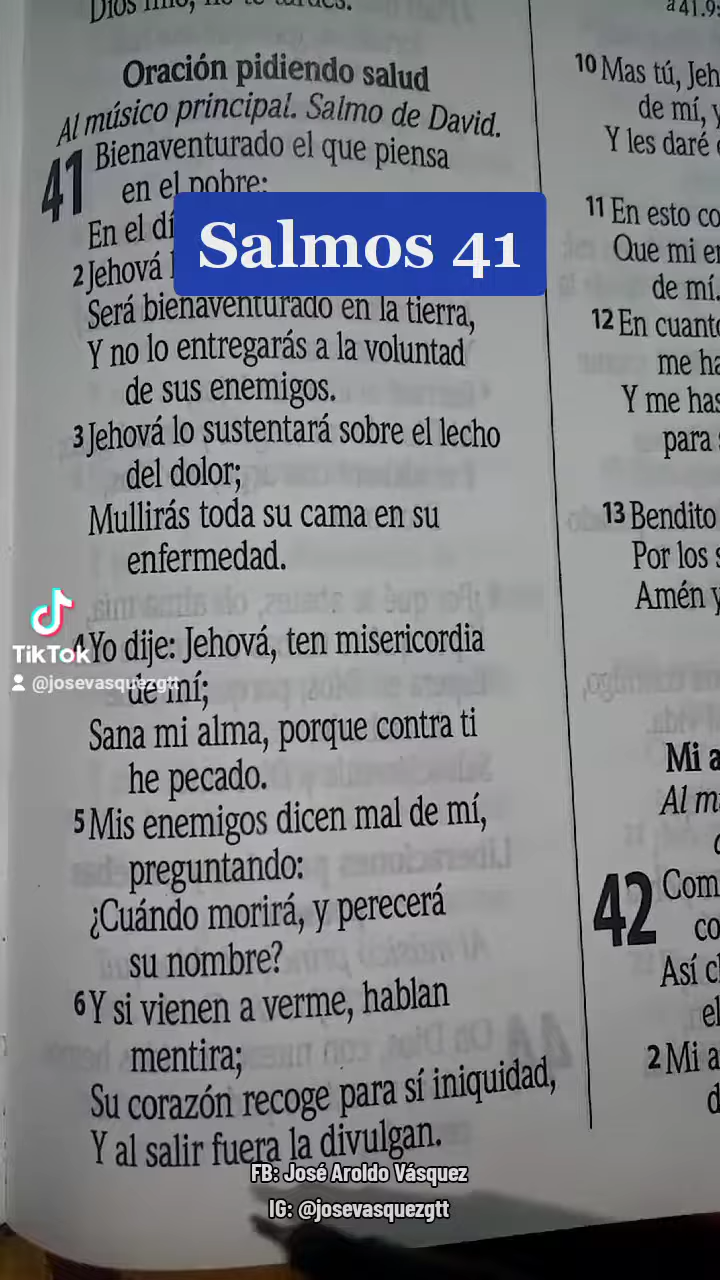 Dios mío, no te tardes.
Oración pidiendo salud
Al músico principal. Salmo de David.
41 Bienaventurado el que piensa
en el pobre;
En el dí
2 Jehová
Será bienaventurado en la tierra,
Y no lo entregarás a la voluntad
de sus enemigos.
3 Jehová lo sustentará sobre el lecho
del dolor;
Mullirás toda su cama en su
enfermedad.
4 Yo dije: Jehová, ten misericordia
de mí;
Sana mi alma, porque contra ti
he pecado.
5 Mis enemigos dicen mal de mí,
preguntando:
¿Cuándo morirá, y perecerá
su nombre?
6 Y si vienen a verme, hablan
mentira;
Su corazón recoge para sí iniquidad,
Y al salir fuera la divulgan.
a 41.9:
10 Mas tú, Jeh
de mí, y
Y les daré
11 En esto co
Que mi en
de mí.
12 En cuanto
me ha
Y me has
para
13 Bendito
Por los s
Amén y
Mi a
Al m
42 Com
co
Así cl
el
2 Mi a
d
Salmos 41
TikTok
@josevasquezgtt
FB: José Aroldo Vásquez
IG: @josevasquezgtt